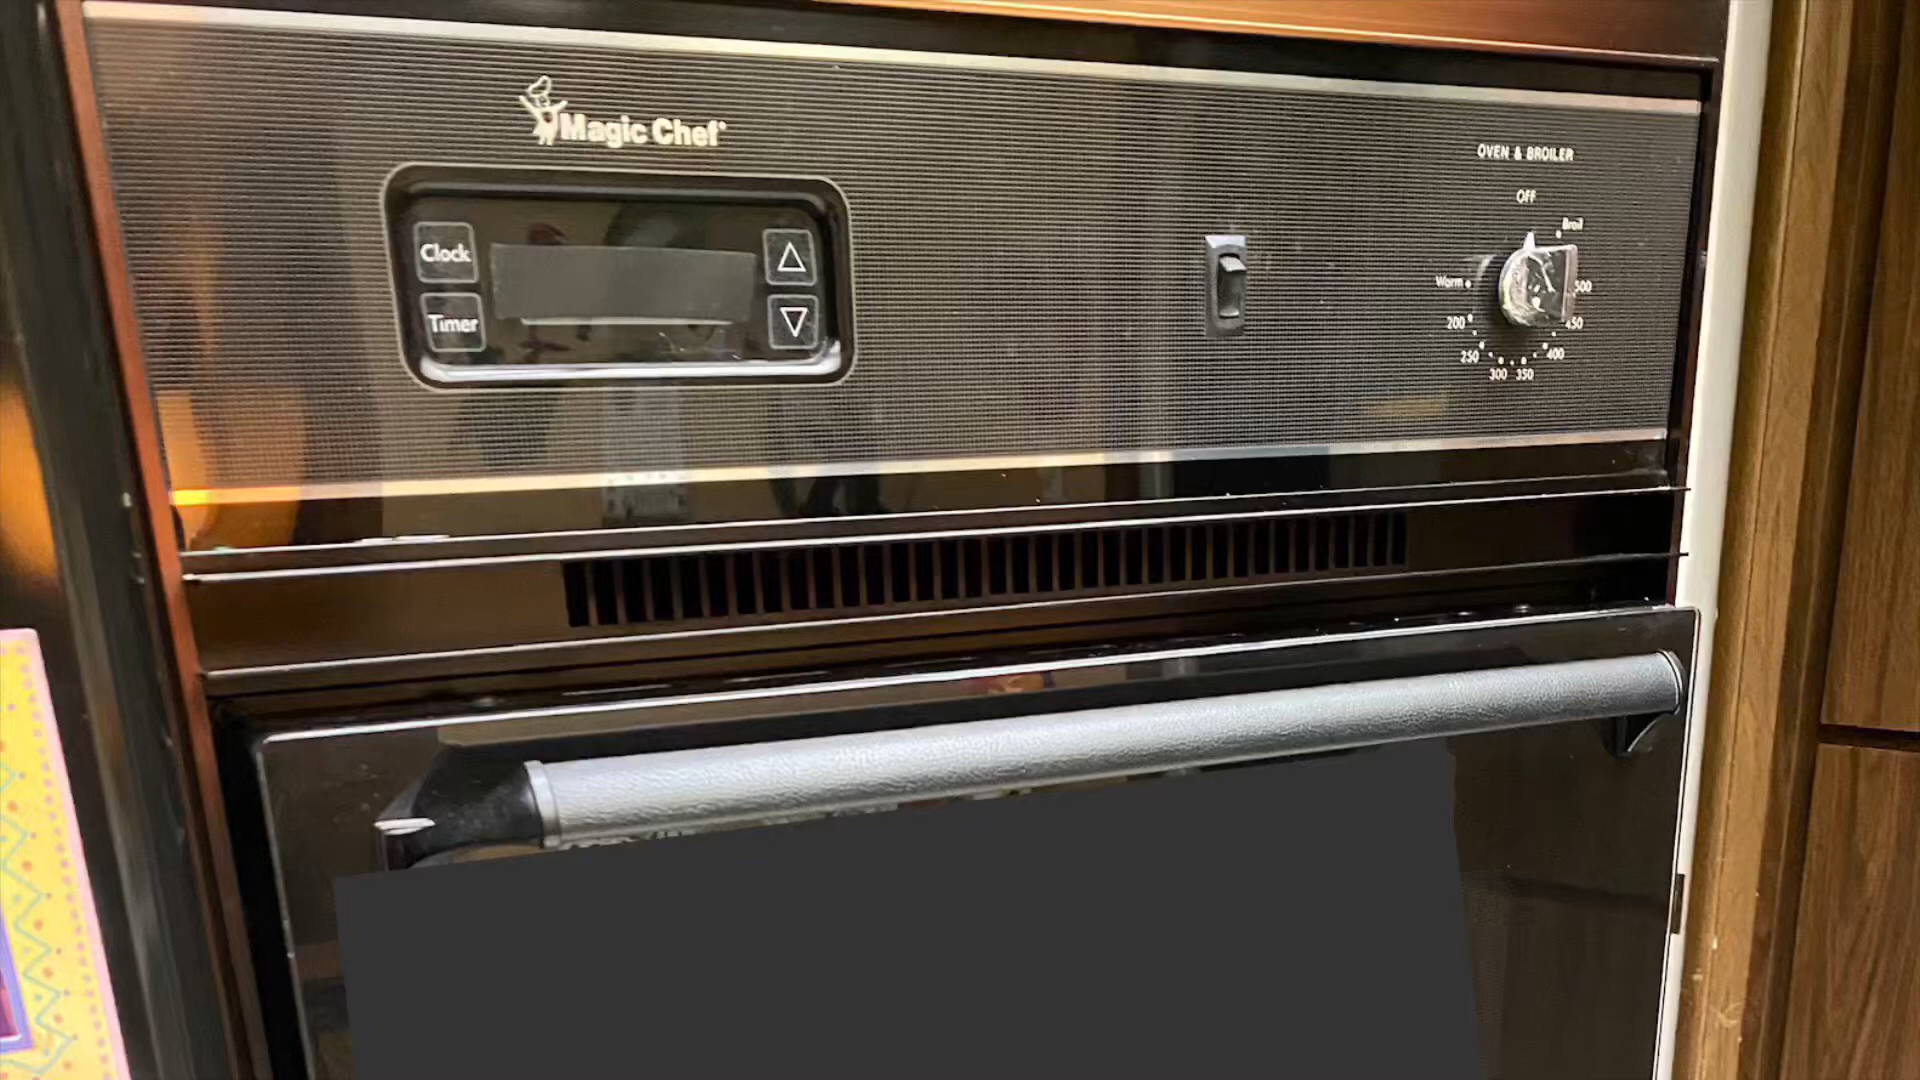 Magic Chef
Clock
Timer
OVEN & BROILER
OFF
Broil
Warm
500
200
450
250
400
300
350